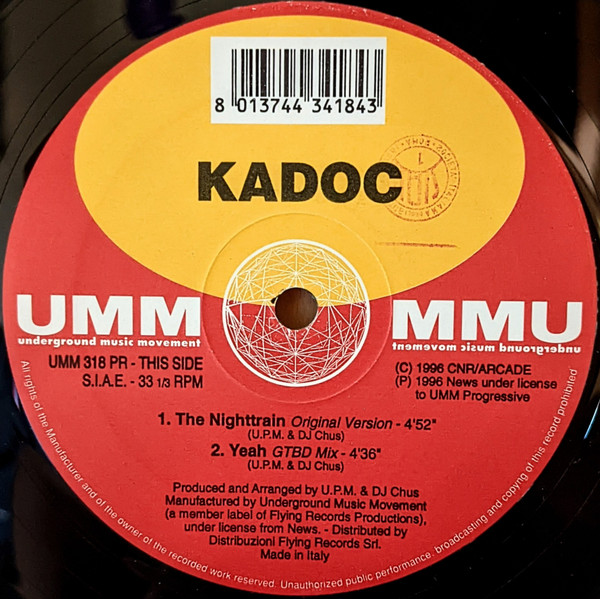 8 013744 341843
KADOC
UMM
underground music movement
UMM
underground music movement
UMM 318 PR - THIS SIDE
S.I.A.E. - 33 1/3 RPM
(C) 1996 CNR/ARCADE
(P) 1996 News under license
to UMM Progressive
1. The Nighttrain Original Version - 4'52"
(U.P.M. & DJ Chus)
2. Yeah GTBD Mix - 4'36"
(U.P.M. & DJ Chus)
Produced and Arranged by U.P.M. & DJ Chus
Manufactured by Underground Music Movement
(a member label of Flying Records Productions),
under license from News. - Distributed by
Distribuzioni Flying Records Srl.
Made in Italy
All rights of the Manufacturer and of the owner of the recorded work reserved. Unauthorized public performance, broadcasting and copying of this record prohibited